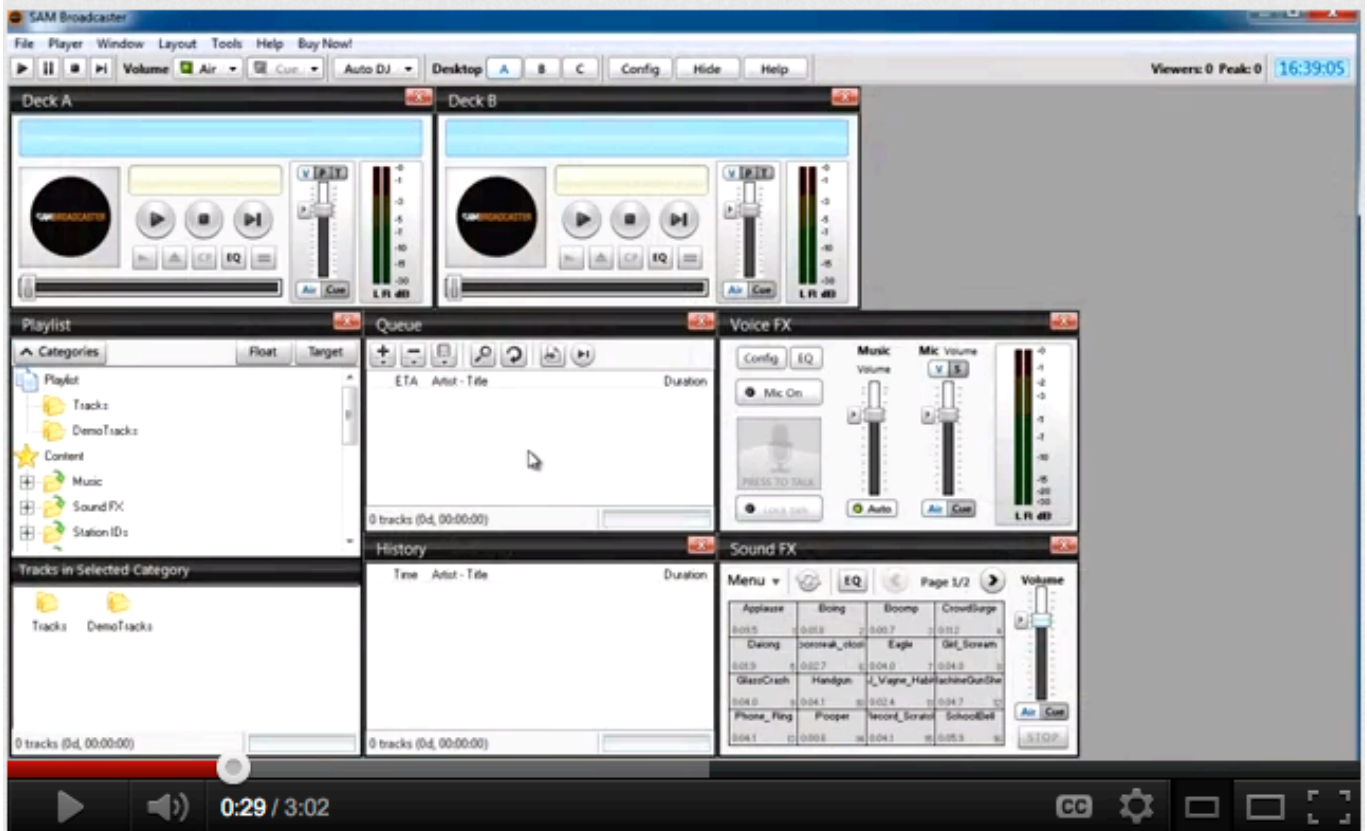 SAM Broadcaster
File Player Window Layout Tools Help Buy Now!
Volume Air Cue Auto DJ Desktop A B C Config Hide Help Viewers: 0 Peak: 0 16:39:05
Deck A Deck B
V P T V P T
SAMBROADCASTER SAMBROADCASTER
EQ EQ
Air Cue L R dB Air Cue L R dB
Playlist Queue Voice FX
Categories Float Target
Config EQ Music Volume Mic Volume
V S
Playlist
ETA Artist - Title Duration
Tracks
Mic On
DemoTracks
Content
Music
PRESS TO TALK
Sound FX
Station IDs
0 tracks (0d, 00:00:00)
Auto Air Cue L R dB
History Sound FX
Tracks in Selected Category
Time Artist - Title Duration
Menu EQ Page 1/2 Volume
Tracks DemoTracks
Applause Boing Boomp CrowdSurge
Eagle Girl_Scream
GlassCrash Handgun
Phone_Ring Pooper SchoolBell
Air Cue
STOP
0 tracks (0d, 00:00:00) 0 tracks (0d, 00:00:00)
0:29 / 3:02 CC